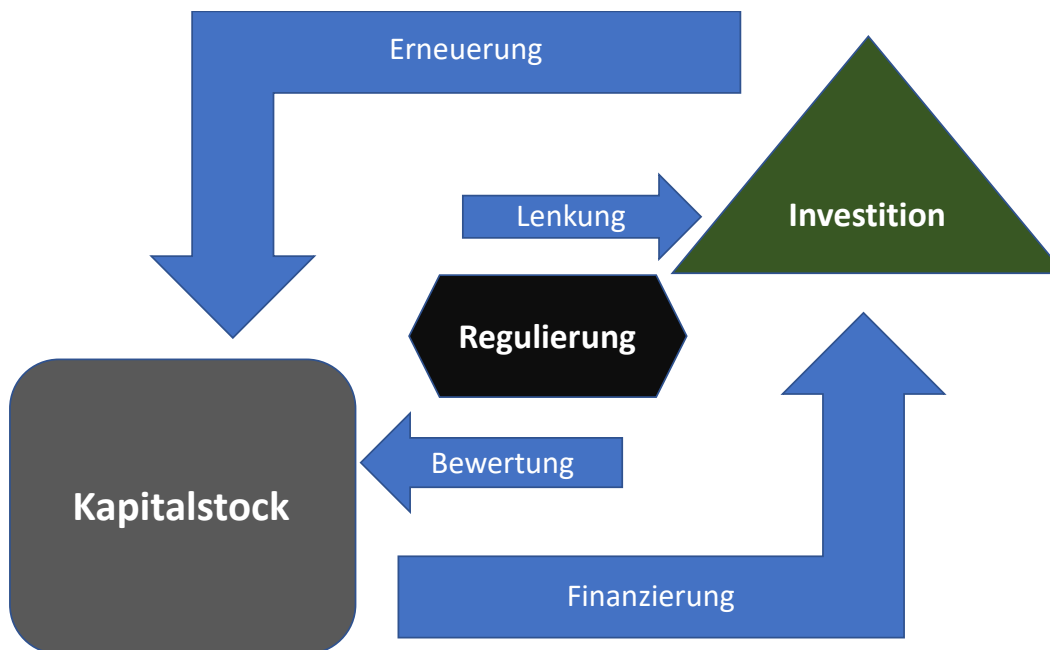 Erneuerung
Lenkung
Investition
Regulierung
Bewertung
Kapitalstock
Finanzierung